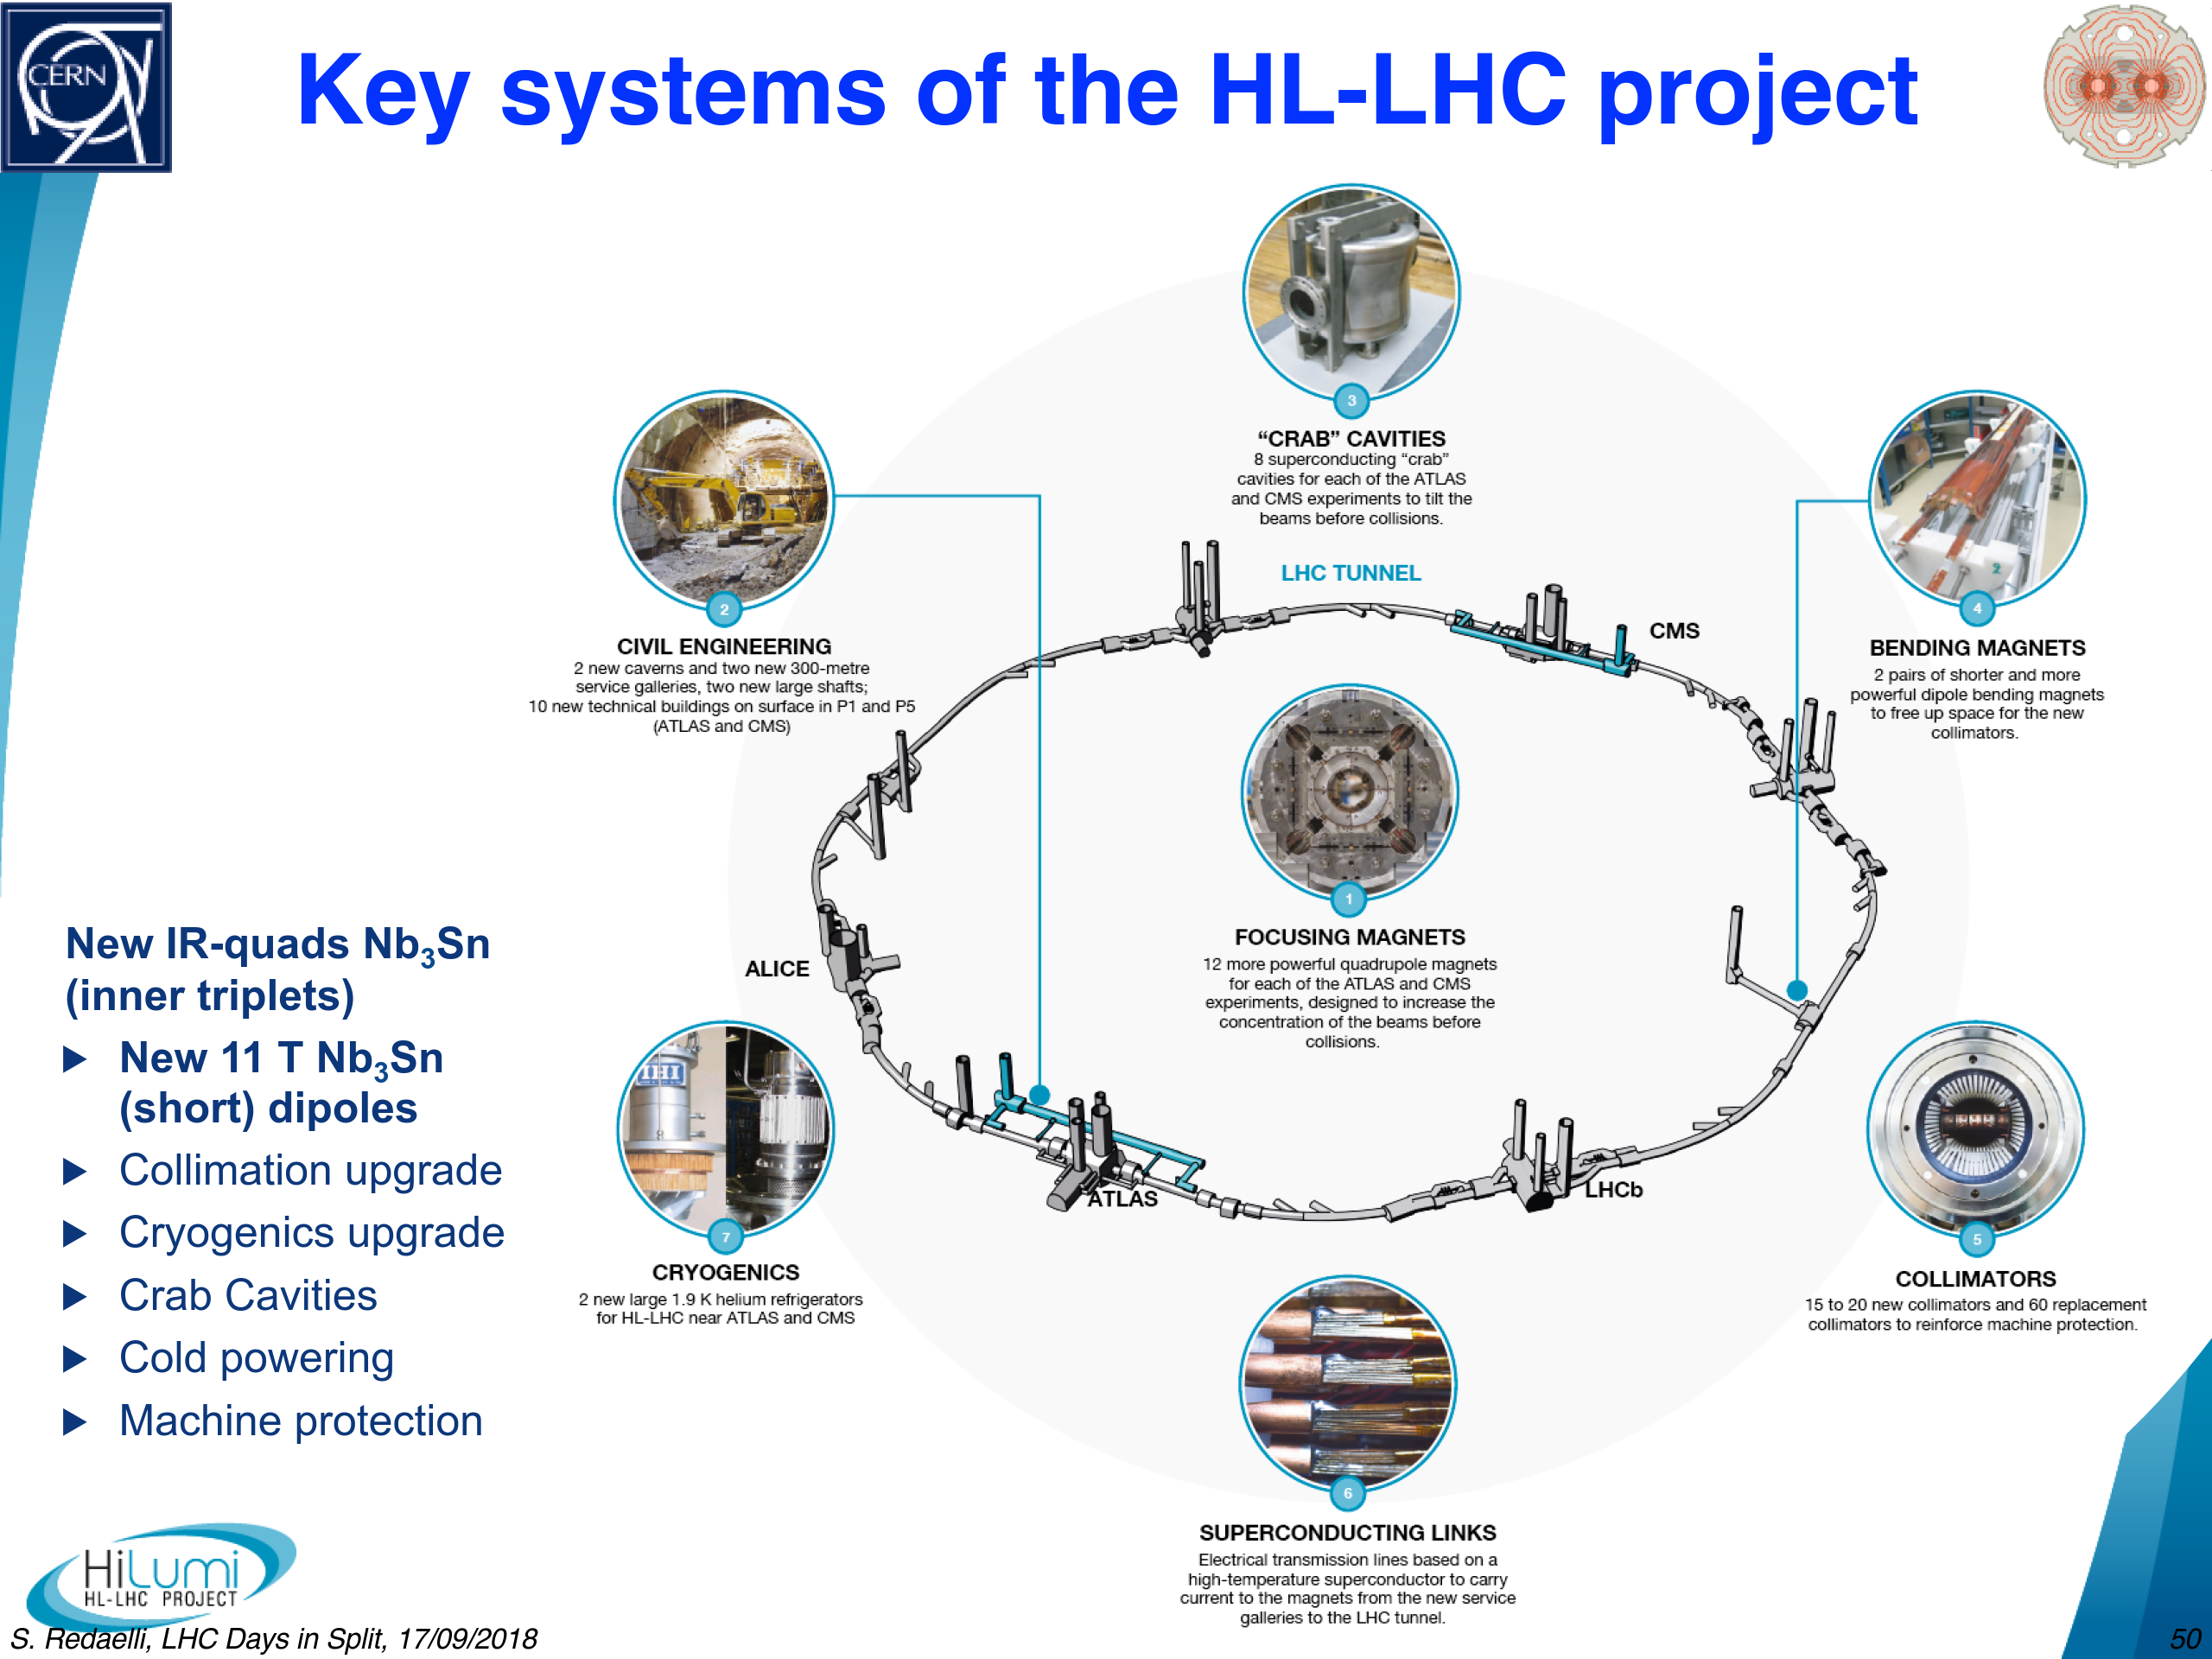 CERN
Key systems of the HL-LHC project
3
“CRAB” CAVITIES
8 superconducting “crab”
cavities for each of the ATLAS
and CMS experiments to tilt the
beams before collisions.
2
CIVIL ENGINEERING
2 new caverns and two new 300-metre
service galleries, two new large shafts;
10 new technical buildings on surface in P1 and P5
(ATLAS and CMS)
LHC TUNNEL
CMS
4
BENDING MAGNETS
2 pairs of shorter and more
powerful dipole bending magnets
to free up space for the new
collimators.
1
FOCUSING MAGNETS
12 more powerful quadrupole magnets
for each of the ATLAS and CMS
experiments, designed to increase the
concentration of the beams before
collisions.
ALICE
ATLAS
LHCb
New IR-quads Nb₃Sn
(inner triplets)
▶ New 11 T Nb₃Sn
(short) dipoles
▶ Collimation upgrade
▶ Cryogenics upgrade
▶ Crab Cavities
▶ Cold powering
▶ Machine protection
IHI
7
CRYOGENICS
2 new large 1.9 K helium refrigerators
for HL-LHC near ATLAS and CMS
5
COLLIMATORS
15 to 20 new collimators and 60 replacement
collimators to reinforce machine protection.
6
SUPERCONDUCTING LINKS
Electrical transmission lines based on a
high-temperature superconductor to carry
current to the magnets from the new service
galleries to the LHC tunnel.
HiLumi
HL-LHC PROJECT
S. Redaelli, LHC Days in Split, 17/09/2018
50